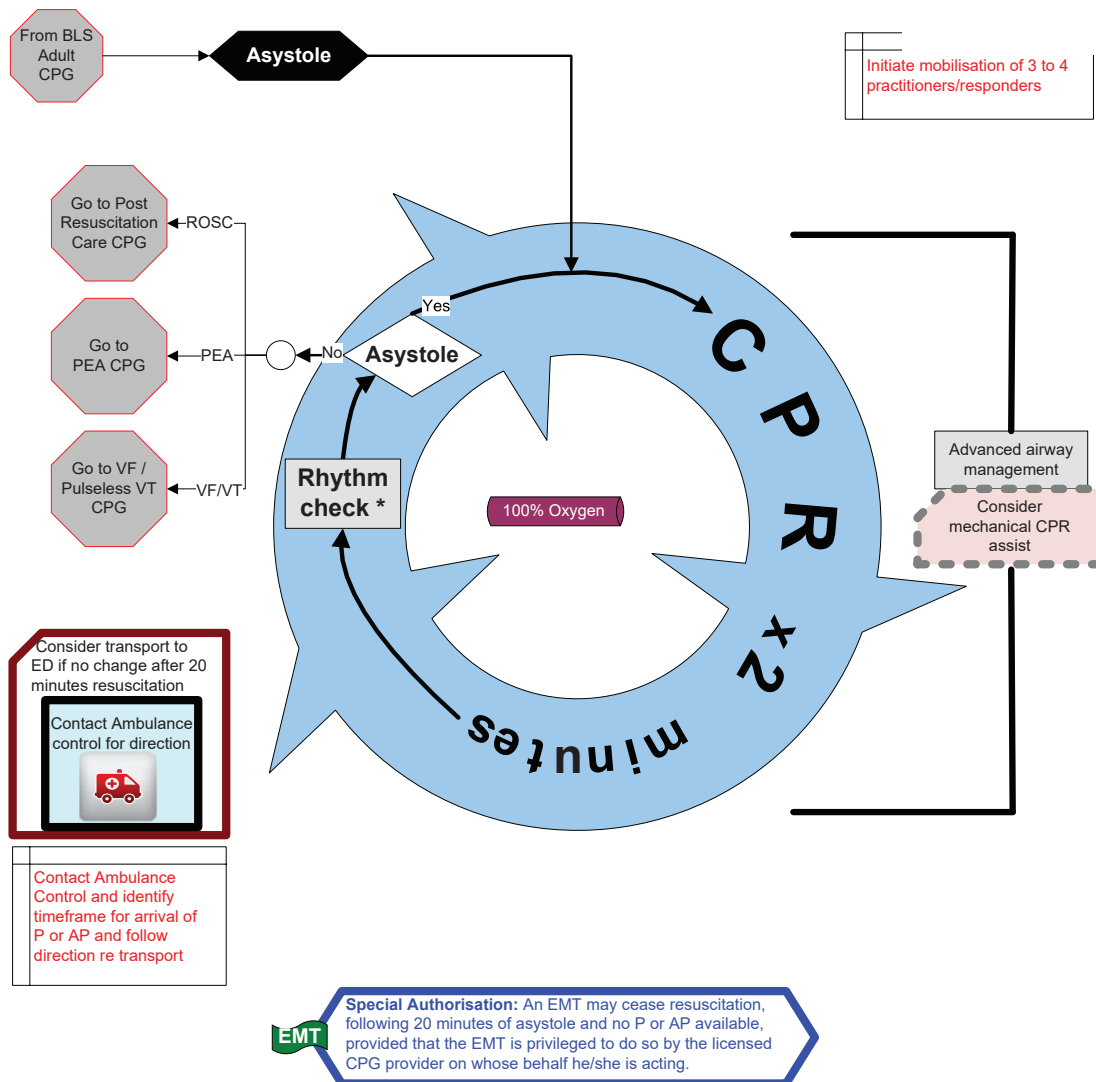 From BLS
Adult
CPG
Asystole
Initiate mobilisation of 3 to 4
practitioners/responders
Go to Post
Resuscitation
Care CPG
ROSC
Yes
Go to
PEA CPG
PEA
No
Asystole
Go to VF /
Pulseless VT
CPG
VF/VT
Rhythm
check *
100% Oxygen
CPR x2
minutes
Advanced airway
management
Consider
mechanical CPR
assist
Consider transport to
ED if no change after 20
minutes resuscitation
Contact Ambulance
control for direction
Contact Ambulance
Control and identify
timeframe for arrival of
P or AP and follow
direction re transport
EMT
Special Authorisation: An EMT may cease resuscitation,
following 20 minutes of asystole and no P or AP available,
provided that the EMT is privileged to do so by the licensed
CPG provider on whose behalf he/she is acting.